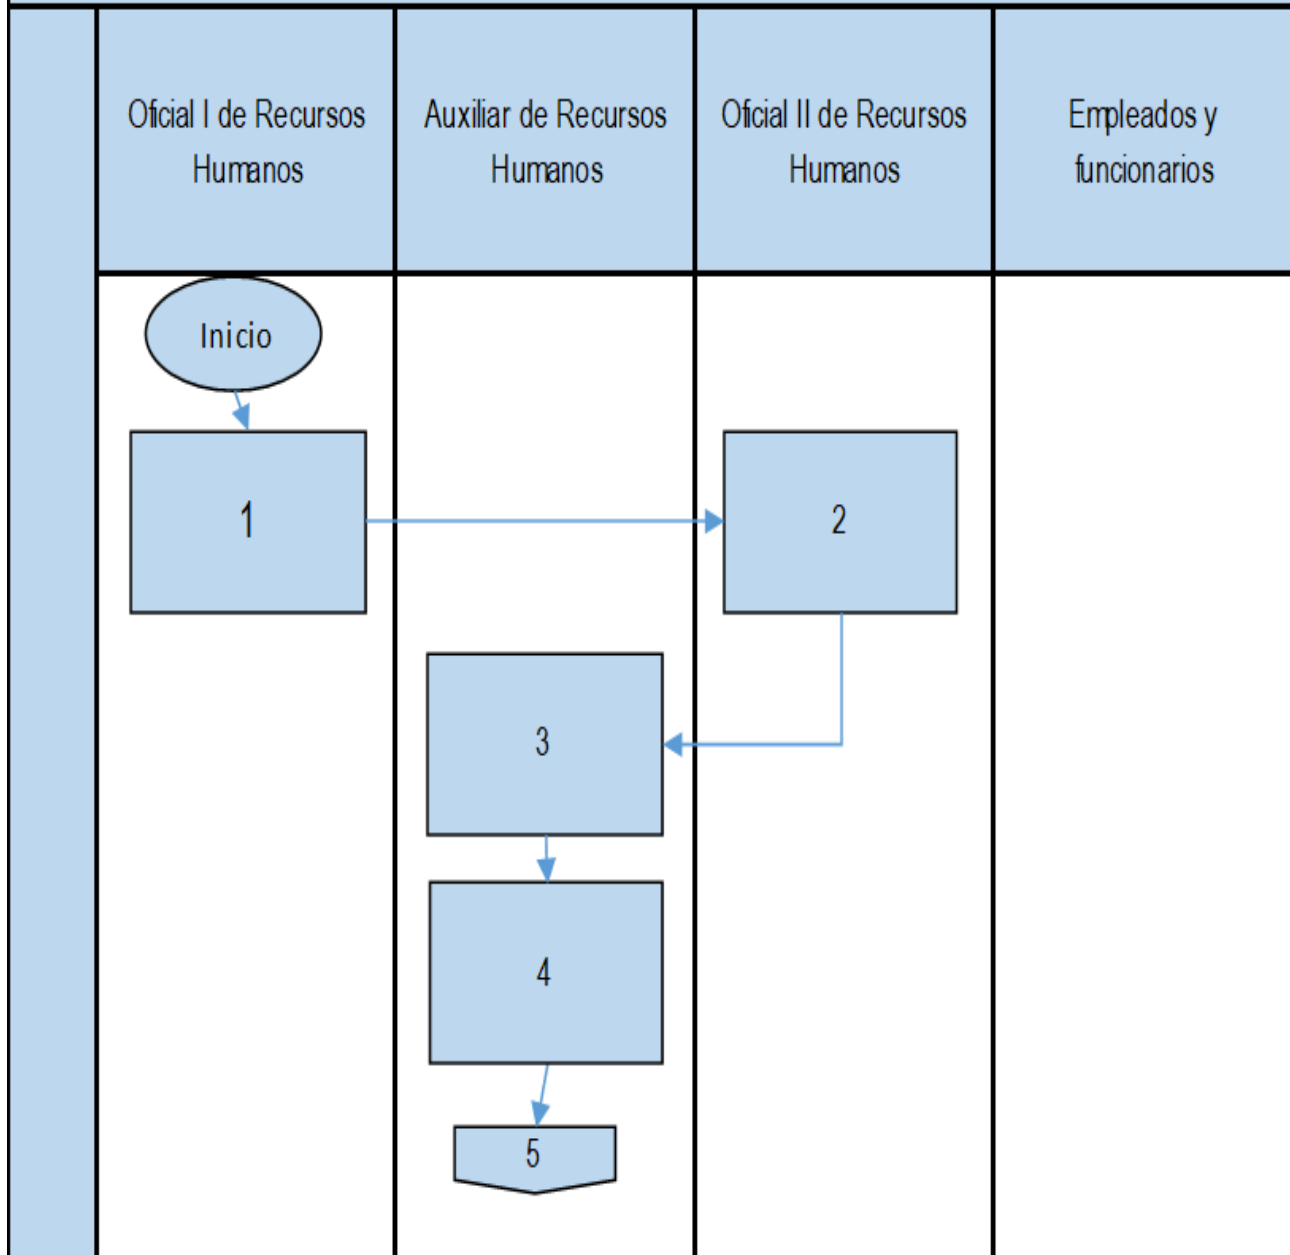 Oficial I de Recursos
Humanos
Auxiliar de Recursos
Humanos
Oficial II de Recursos
Humanos
Empleados y
funcionarios
Inicio
1
2
3
4
5